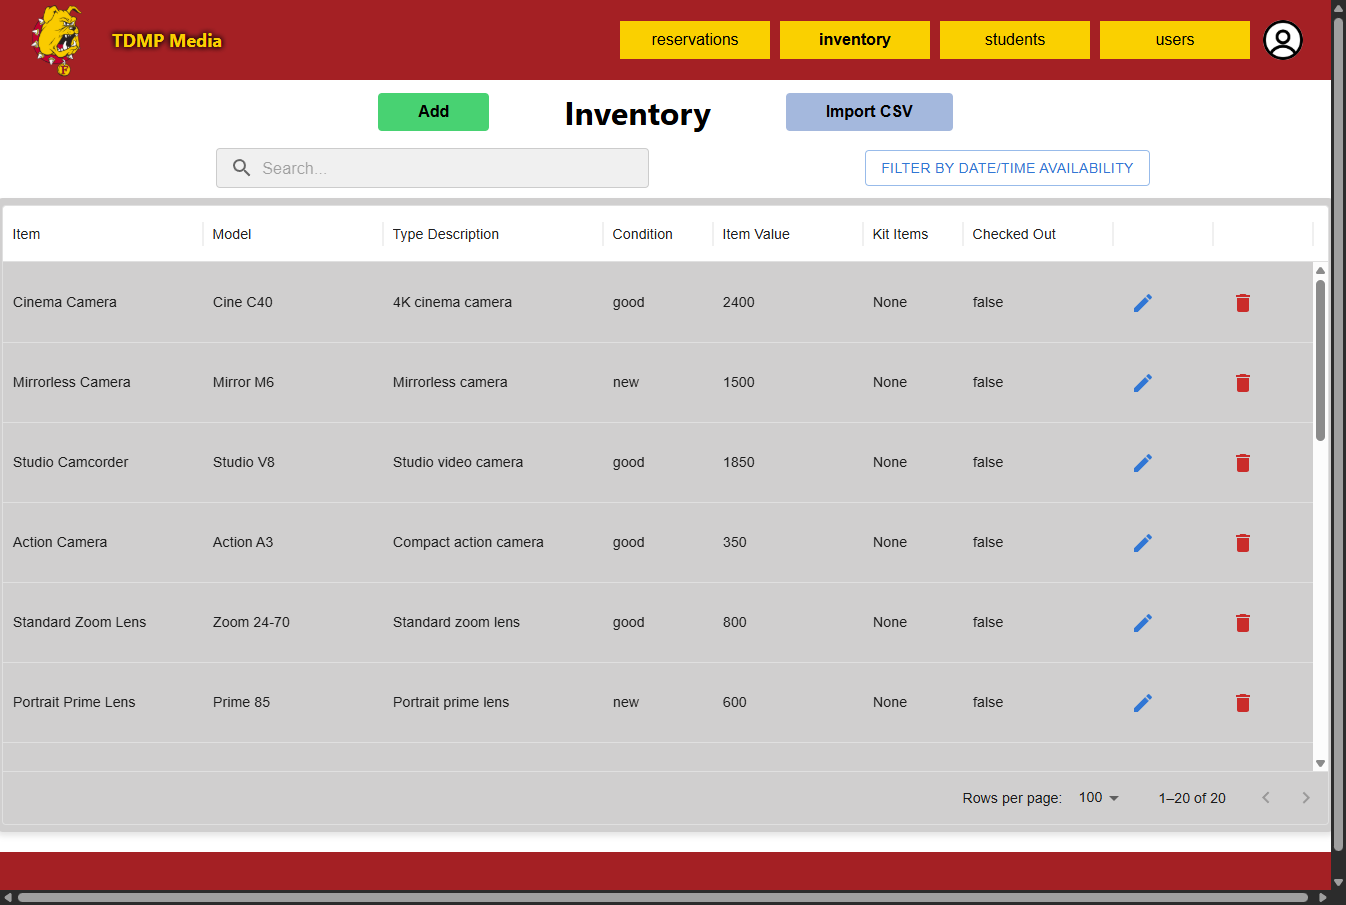 TDMP Media
reservations
inventory
students
users
Add
Inventory
Import CSV
Search...
FILTER BY DATE/TIME AVAILABILITY
Item Model Type Description Condition Item Value Kit Items Checked Out
Cinema Camera Cine C40 4K cinema camera good 2400 None false
Mirrorless Camera Mirror M6 Mirrorless camera new 1500 None false
Studio Camcorder Studio V8 Studio video camera good 1850 None false
Action Camera Action A3 Compact action camera good 350 None false
Standard Zoom Lens Zoom 24-70 Standard zoom lens good 800 None false
Portrait Prime Lens Prime 85 Portrait prime lens new 600 None false
Rows per page: 100 1–20 of 20